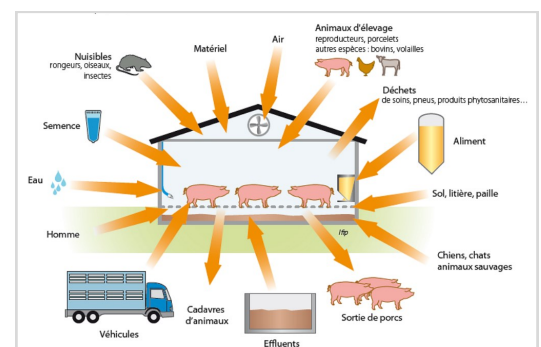 Nuisibles
rongeurs, oiseaux,
insectes
Matériel
Air
Animaux d'élevage
reproducteurs, porcelets
autres espèces : bovins, volailles
Déchets
de soins, pneus, produits phytosanitaires...
Semence
Aliment
Eau
Sol, litière, paille
Homme
Ifip
Chiens, chats
animaux sauvages
Véhicules
Cadavres
d'animaux
Effluents
Sortie de porcs